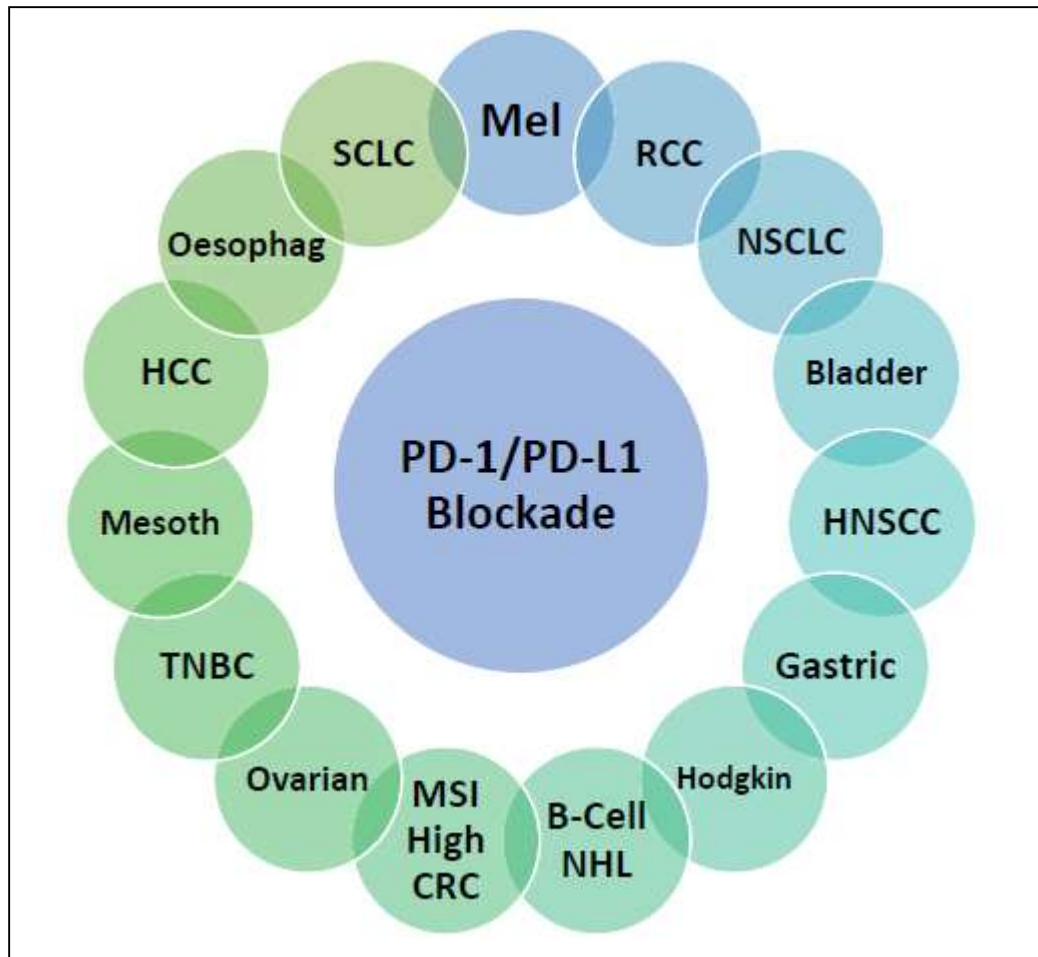 Mel
RCC
NSCLC
Bladder
HNSCC
Gastric
Hodgkin
B-Cell
NHL
MSI
High
CRC
Ovarian
TNBC
Mesoth
HCC
Oesophag
SCLC
PD-1/PD-L1
Blockade